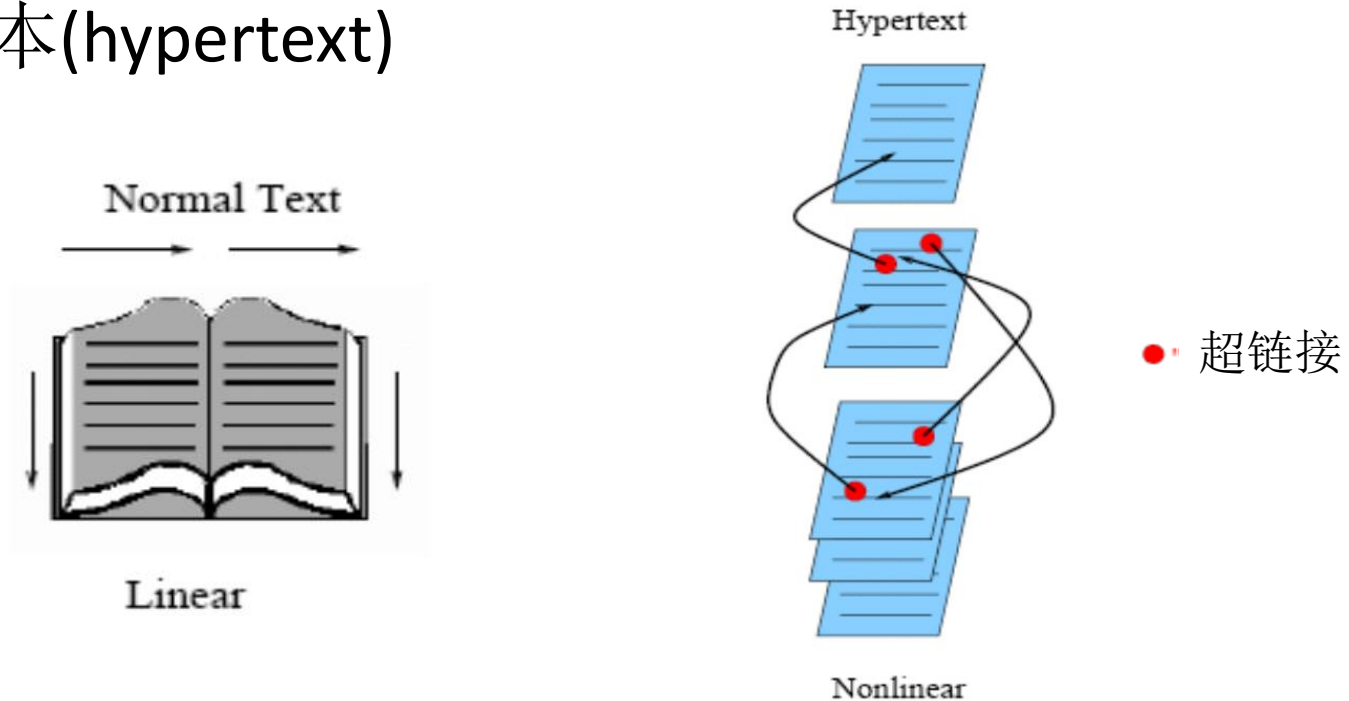 本(hypertext)
Normal Text
Linear
Hypertext
超链接
Nonlinear